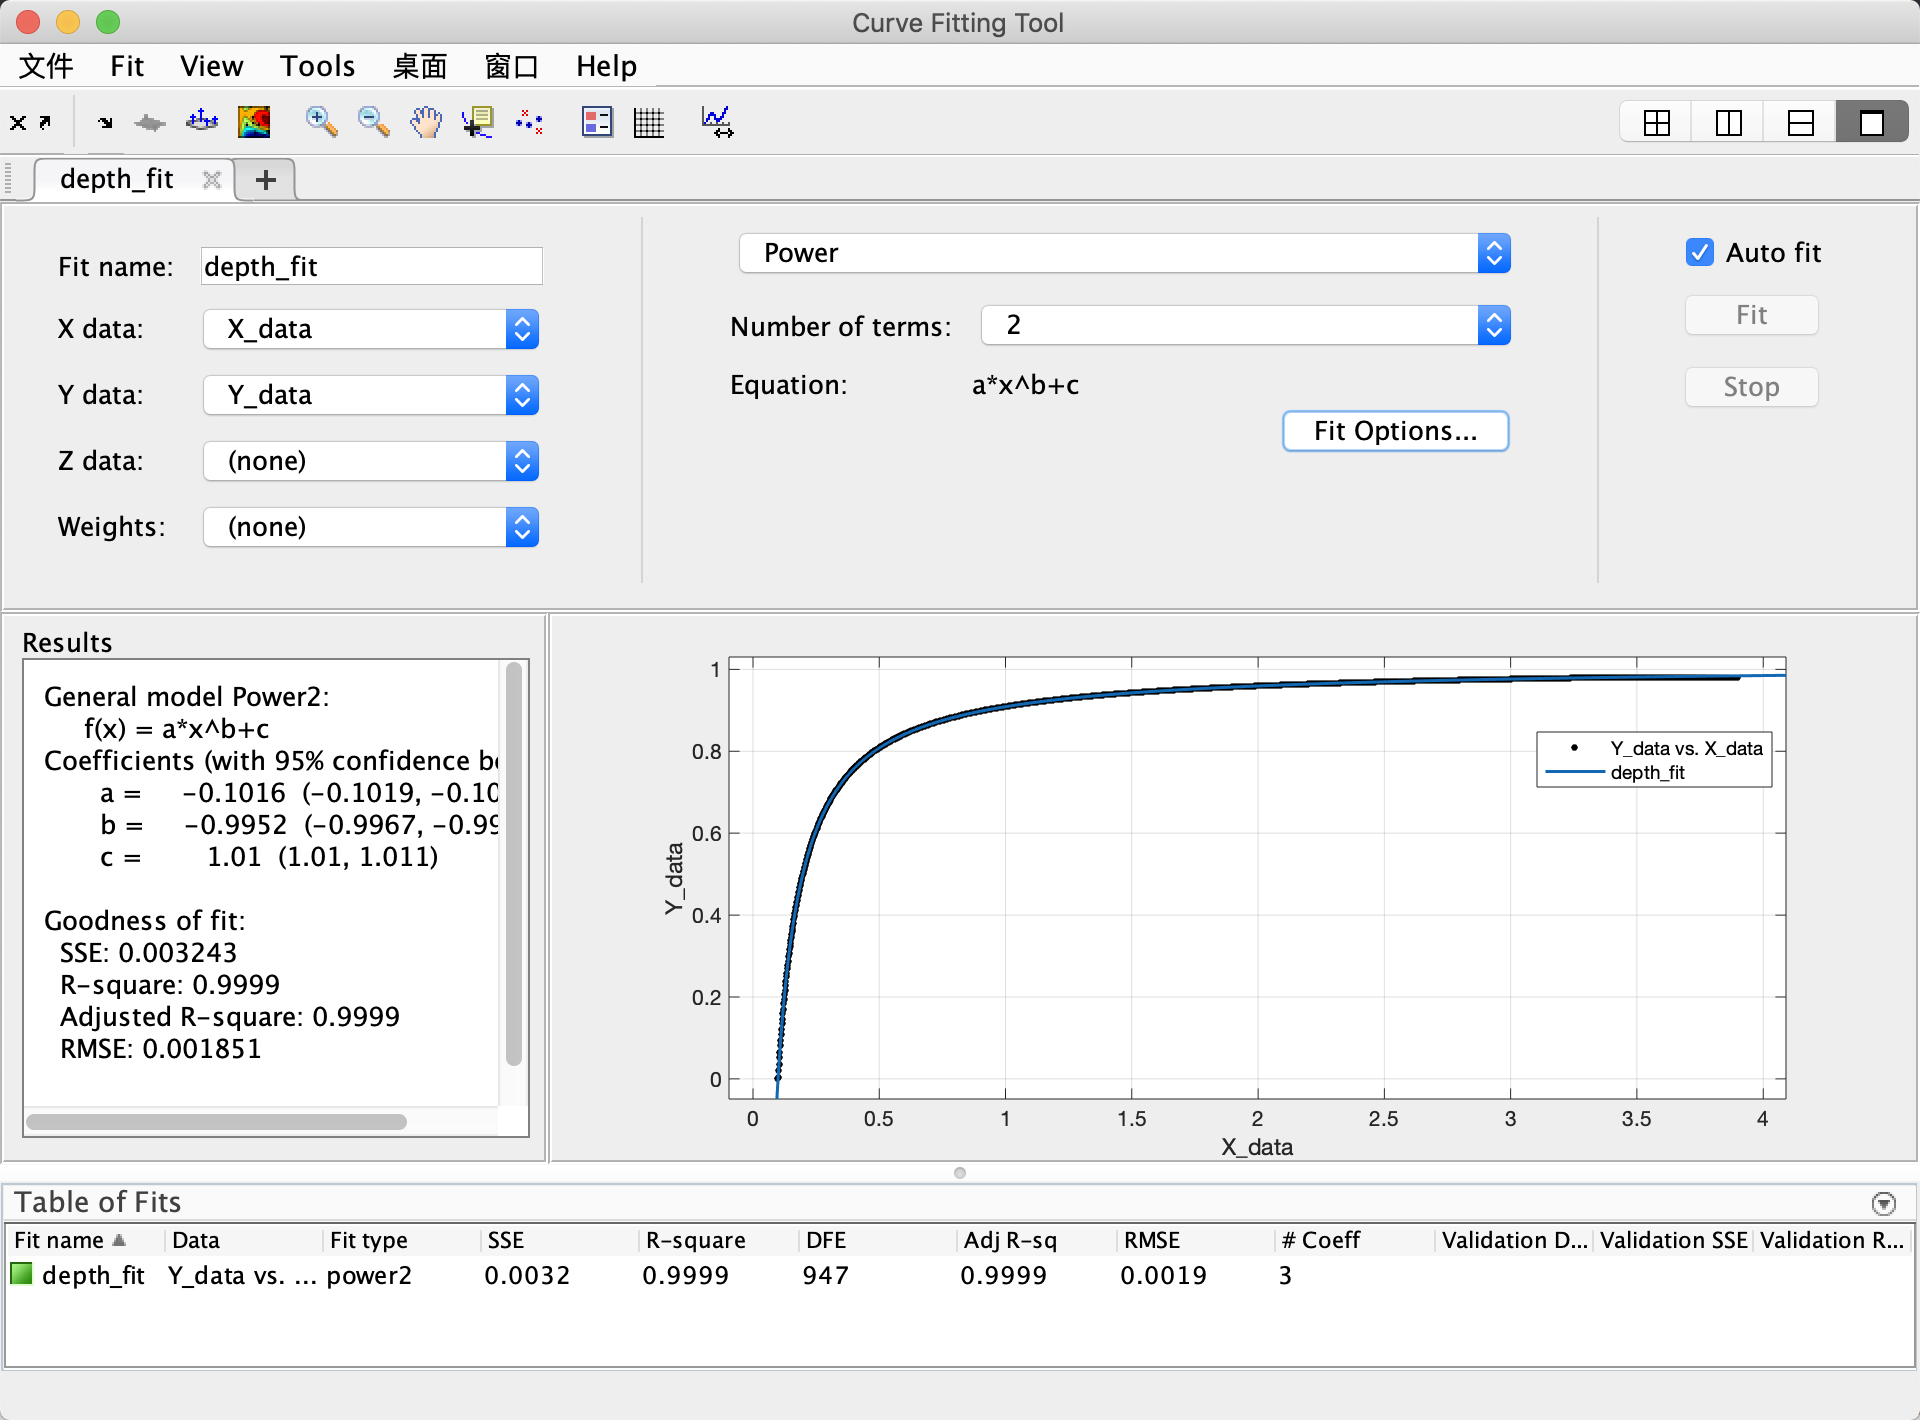 Curve Fitting Tool
文件 Fit View Tools 桌面 窗口 Help
depth_fit
Fit name: depth_fit
X data: X_data
Y data: Y_data
Z data: (none)
Weights: (none)
Power
Number of terms: 2
Equation: a*x^b+c
Fit Options...
Auto fit
Fit
Stop
Results
General model Power2:
f(x) = a*x^b+c
Coefficients (with 95% confidence
a = -0.1016 (-0.1019, -0.10
b = -0.9952 (-0.9967, -0.99
c = 1.01 (1.01, 1.011)
Goodness of fit:
SSE: 0.003243
R-square: 0.9999
Adjusted R-square: 0.9999
RMSE: 0.001851
1
0.8
0.6
0.4
0.2
0
Y_data
Y_data vs. X_data
depth_fit
0 0.5 1 1.5 2 2.5 3 3.5 4
X_data
Table of Fits
Fit name Data Fit type SSE R-square DFE Adj R-sq RMSE # Coeff Validation D... Validation SSE Validation R...
depth_fit Y_data vs. ... power2 0.0032 0.9999 947 0.9999 0.0019 3